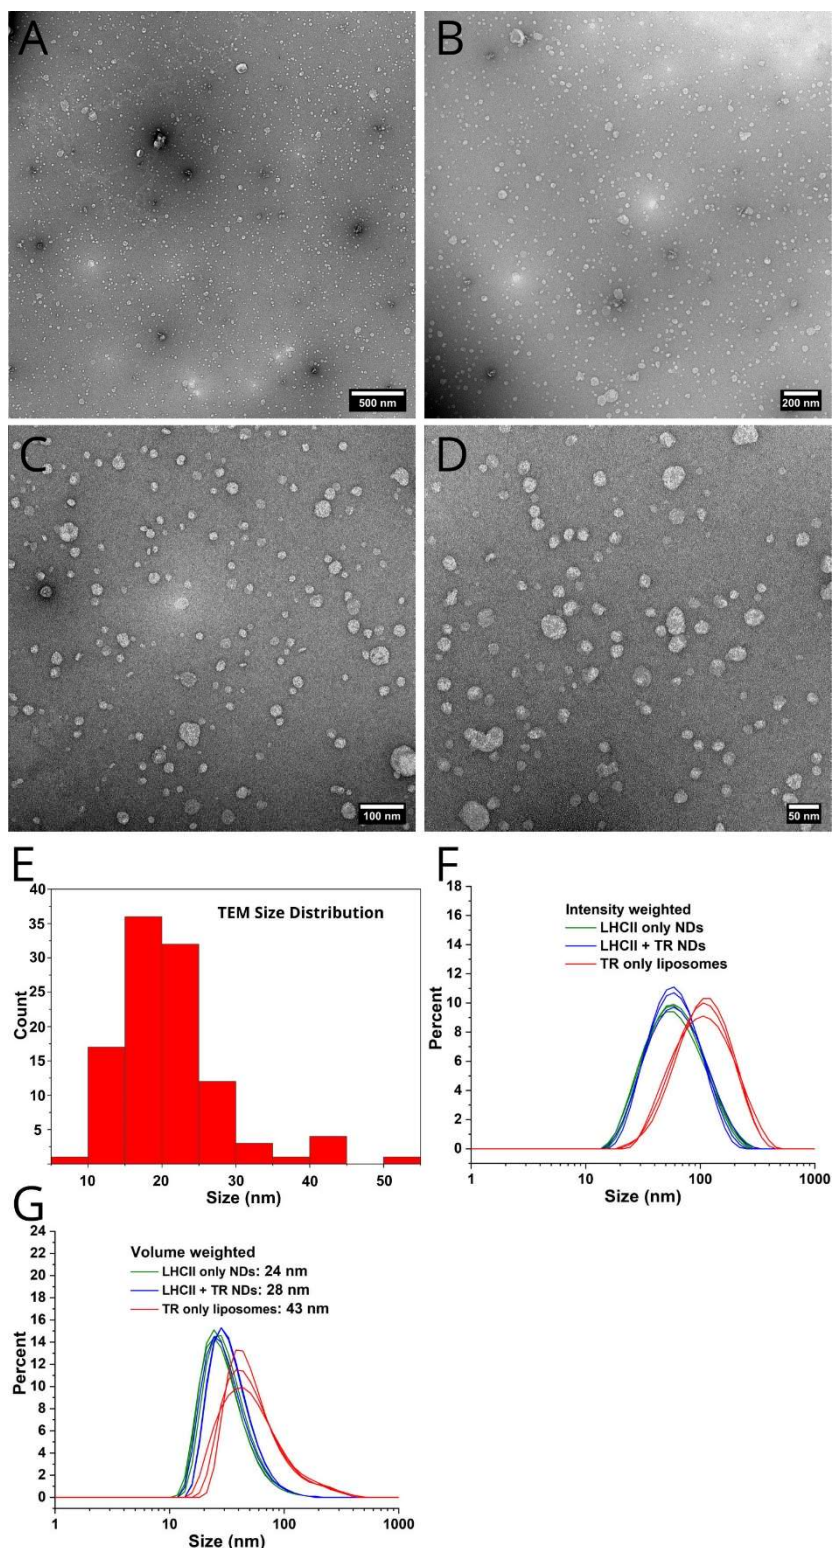 A
500 nm
B
200 nm
C
100 nm
D
50 nm
E
TEM Size Distribution
40
35
30
25
20
15
10
5
Count
10 20 30 40 50
Size (nm)
F
Intensity weighted
LHCII only NDs
LHCII + TR NDs
TR only liposomes
18
16
14
12
10
8
6
4
2
0
Percent
1 10 100 1000
Size (nm)
G
Volume weighted
LHCII only NDs: 24 nm
LHCII + TR NDs: 28 nm
TR only liposomes: 43 nm
24
22
20
18
16
14
12
10
8
6
4
2
0
Percent
1 10 100 1000
Size (nm)